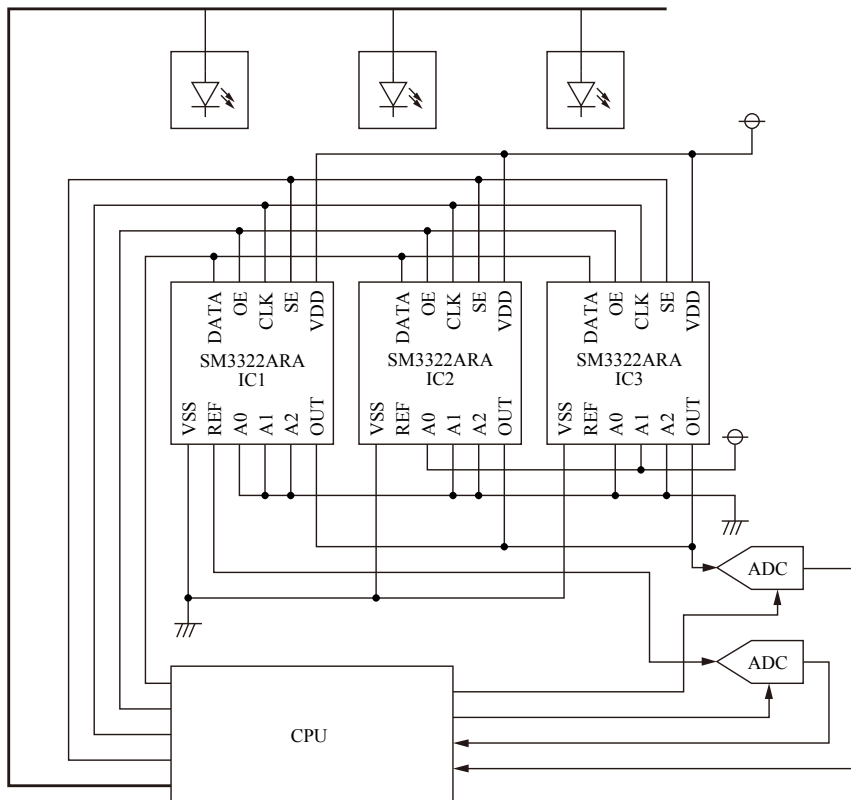 DATA OE CLK SE VDD
SM3322ARA
IC1
VSS REF A0 A1 A2 OUT
DATA OE CLK SE VDD
SM3322ARA
IC2
VSS REF A0 A1 A2 OUT
DATA OE CLK SE VDD
SM3322ARA
IC3
VSS REF A0 A1 A2 OUT
ADC
ADC
CPU